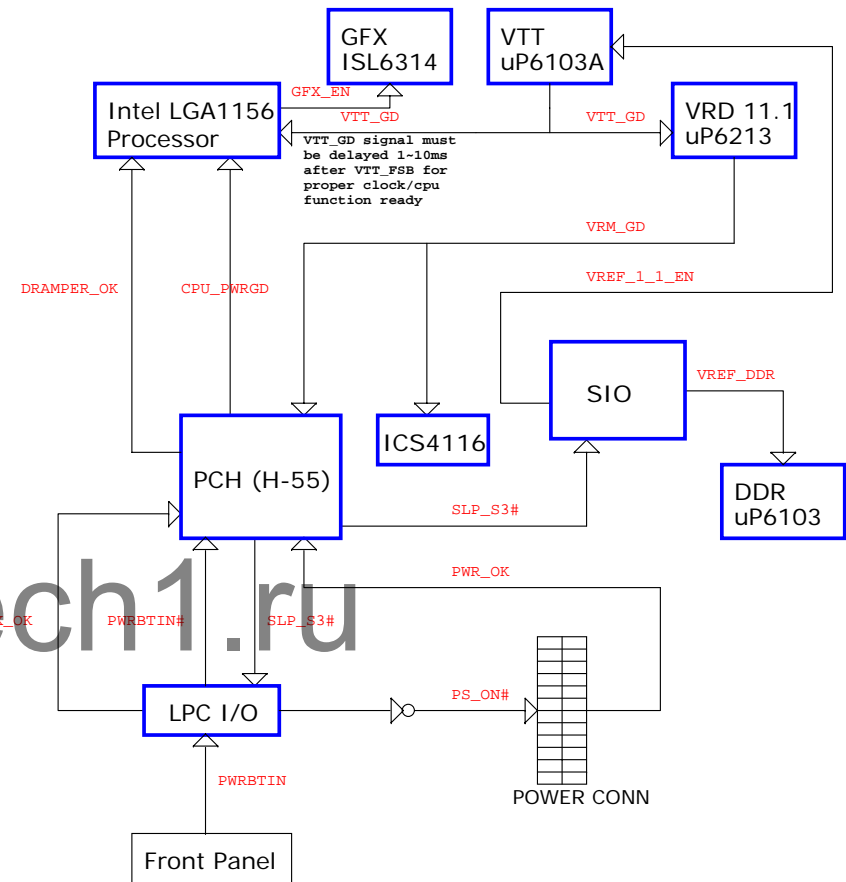 GFX
ISL6314
VTT
uP6103A
Intel LGA1156
Processor
GFX_EN
VTT_GD
VTT_GD
VRD 11.1
uP6213
VTT_GD signal must
be delayed 1~10ms
after VTT_FSB for
proper clock/cpu
function ready
VRM_GD
VREF_1_1_EN
DRAMPER_OK
CPU_PWRGD
SIO
VREF_DDR
ICS4116
PCH (H-55)
DDR
uP6103
SLP_S3#
PWR_OK
ech1.ru
_OK
PWRBTIN#
SLP_S3#
LPC I/O
PS_ON#
PWRBTIN
POWER CONN
Front Panel